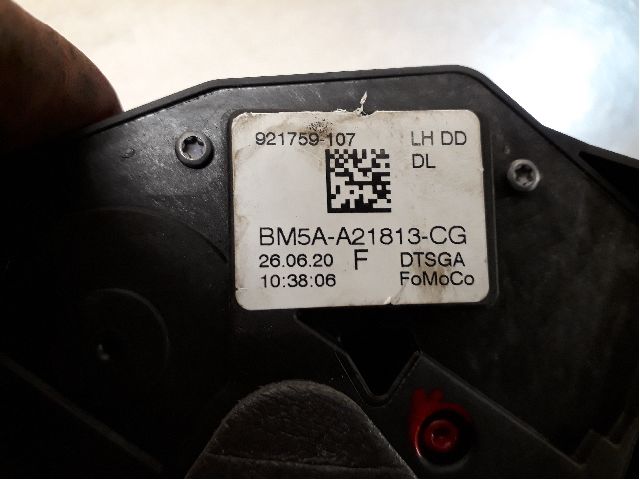 921759-107 LH DD
DL
BM5A-A21813-CG
26.06.20 F DTSGA
10:38:06 FoMoCo